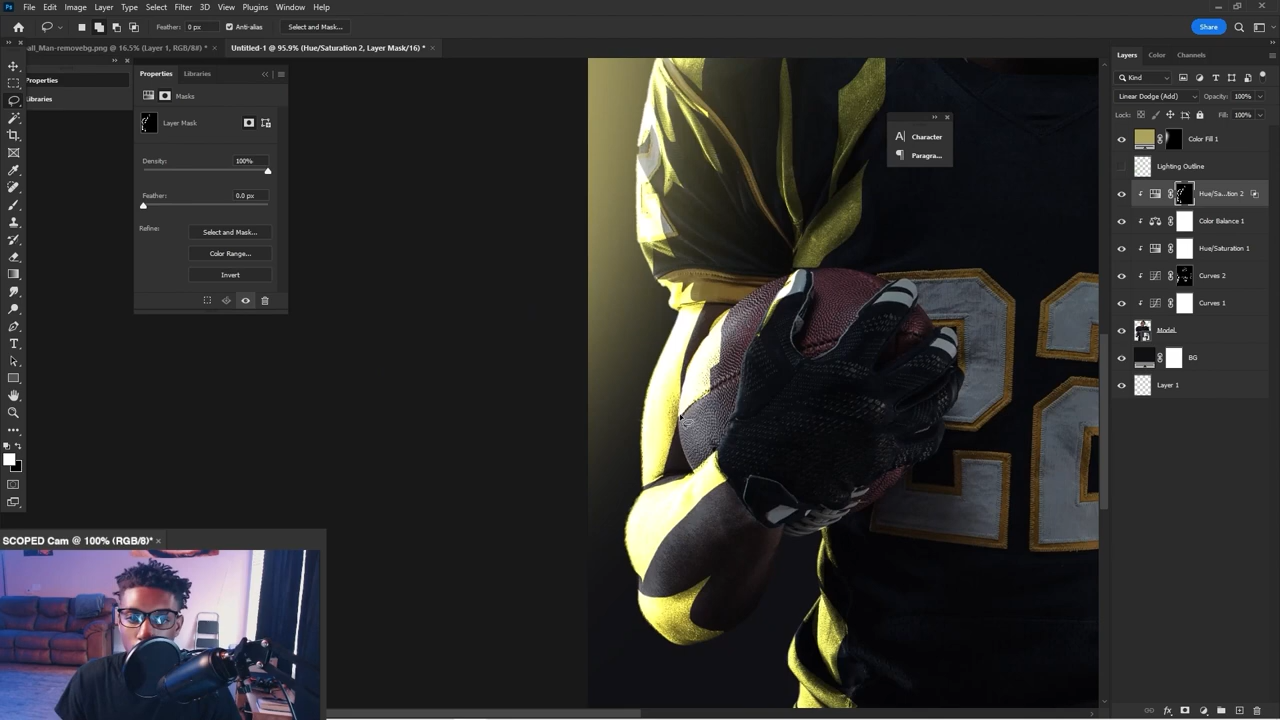 Ps File Edit Image Layer Type Select Filter 3D View Plugins Window Help
Feather: 0 px Anti-alias Select and Mask... Share
all_Man-removebg.png @ 16.5% (Layer 1, RGB/8#) * × Untitled-1 @ 95.9% (Hue/Saturation 2, Layer Mask/16) * ×
Properties
Libraries
Properties Libraries
Masks
Layer Mask
Density: 100%
Feather: 0.0 px
Refine: Select and Mask...
Color Range...
Invert
Character
Paragra...
Layers Color Channels
Kind
Linear Dodge (Add) Opacity: 100%
Lock: Fill: 100%
Color Fill 1
Lighting Outline
Hue/Sa...tion 2
Color Balance 1
Hue/Saturation 1
Curves 2
Curves 1
Model
BG
Layer 1
22
SCOPED Cam @ 100% (RGB/8)* ×